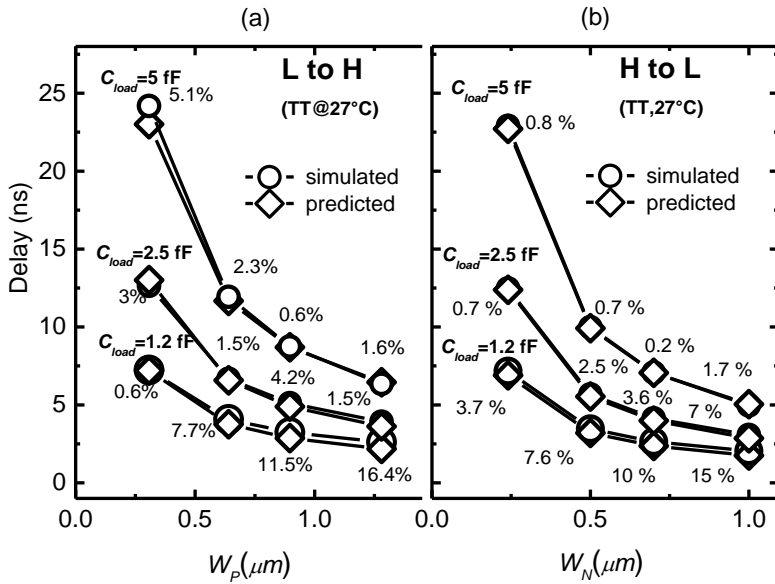 (a)
(b)
Delay (ns)
25
20
15
10
5
0
C_load=5 fF
5.1%
L to H
(TT@27°C)
simulated
predicted
2.3%
C_load=2.5 fF
3%
1.5%
0.6%
1.6%
C_load=1.2 fF
0.6%
4.2%
1.5%
7.7%
11.5%
16.4%
0.0
0.5
1.0
W_P(μm)
C_load=5 fF
0.8 %
H to L
(TT,27°C)
simulated
predicted
C_load=2.5 fF
0.7 %
0.7 %
0.2 %
1.7 %
C_load=1.2 fF
3.7 %
2.5 %
3.6 %
7 %
7.6 %
10 %
15 %
0.0
0.5
1.0
W_N(μm)